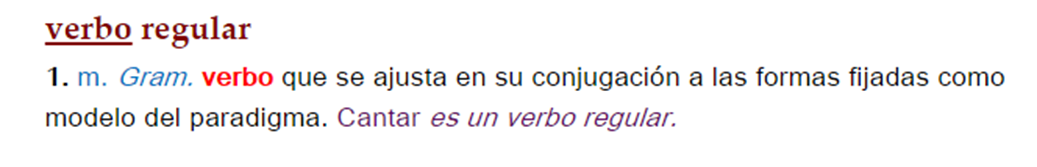 verbo regular
1. m. Gram. verbo que se ajusta en su conjugación a las formas fijadas como
modelo del paradigma. Cantar es un verbo regular.